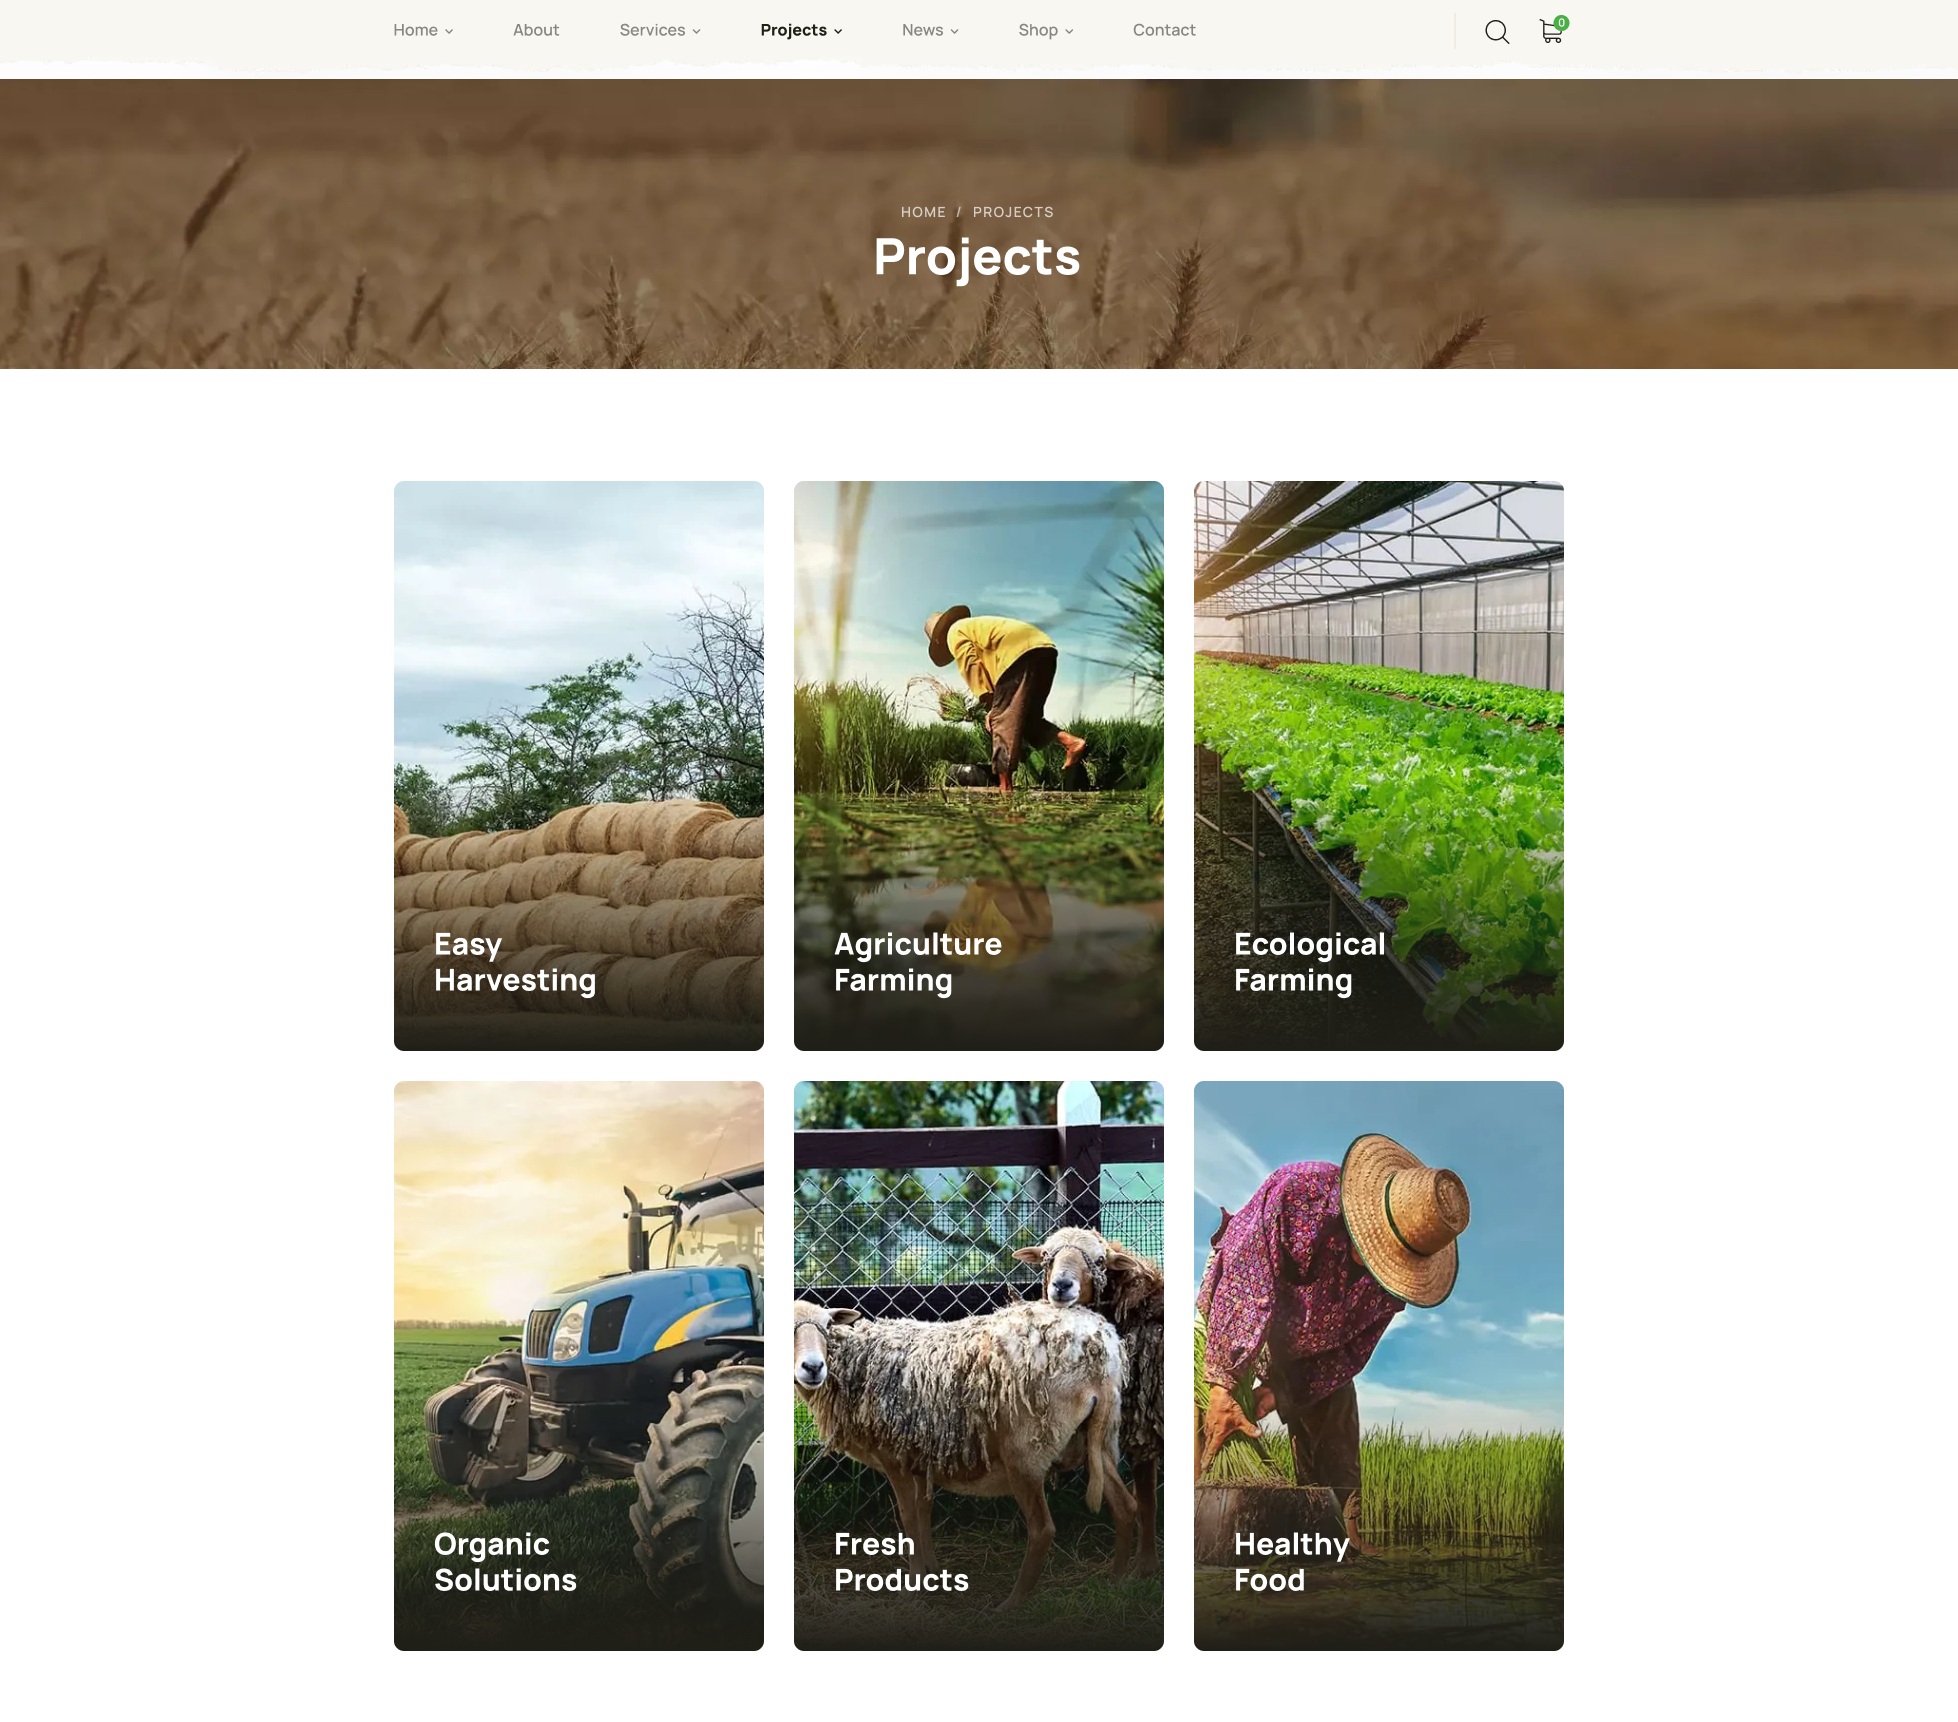 Home About Services Projects News Shop Contact 0
HOME / PROJECTS
Projects
Easy
Harvesting
Agriculture
Farming
Ecological
Farming
Organic
Solutions
Fresh
Products
Healthy
Food